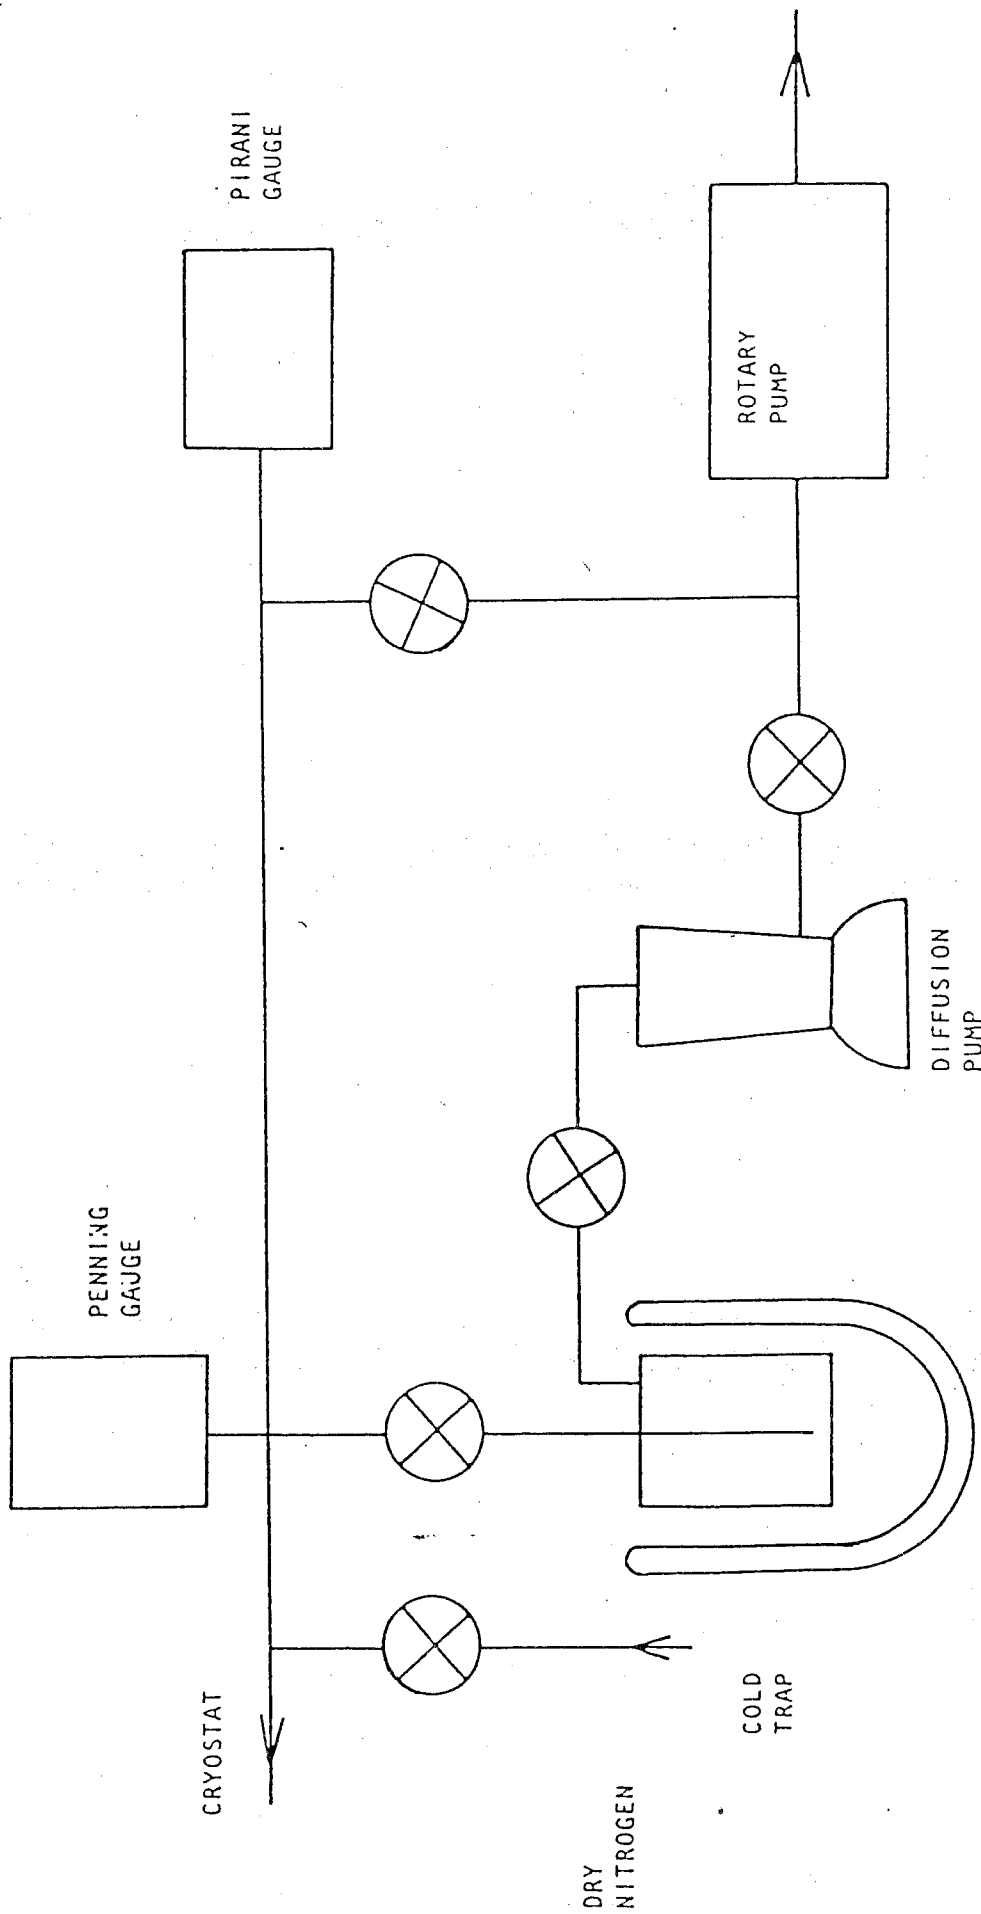 PENNING
GAUGE
PIRANI
GAUGE
CRYOSTAT
DRY
NITROGEN
COLD
TRAP
DIFFUSION
PUMP
ROTARY
PUMP